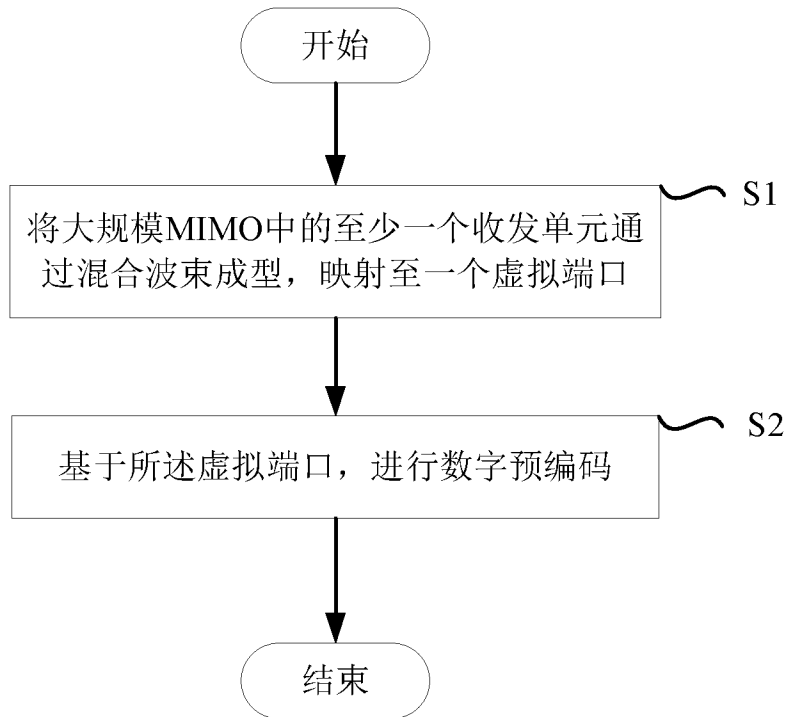 开始
S1
将大规模MIMO中的至少一个收发单元通
过混合波束成型，映射至一个虚拟端口
S2
基于所述虚拟端口，进行数字预编码
结束